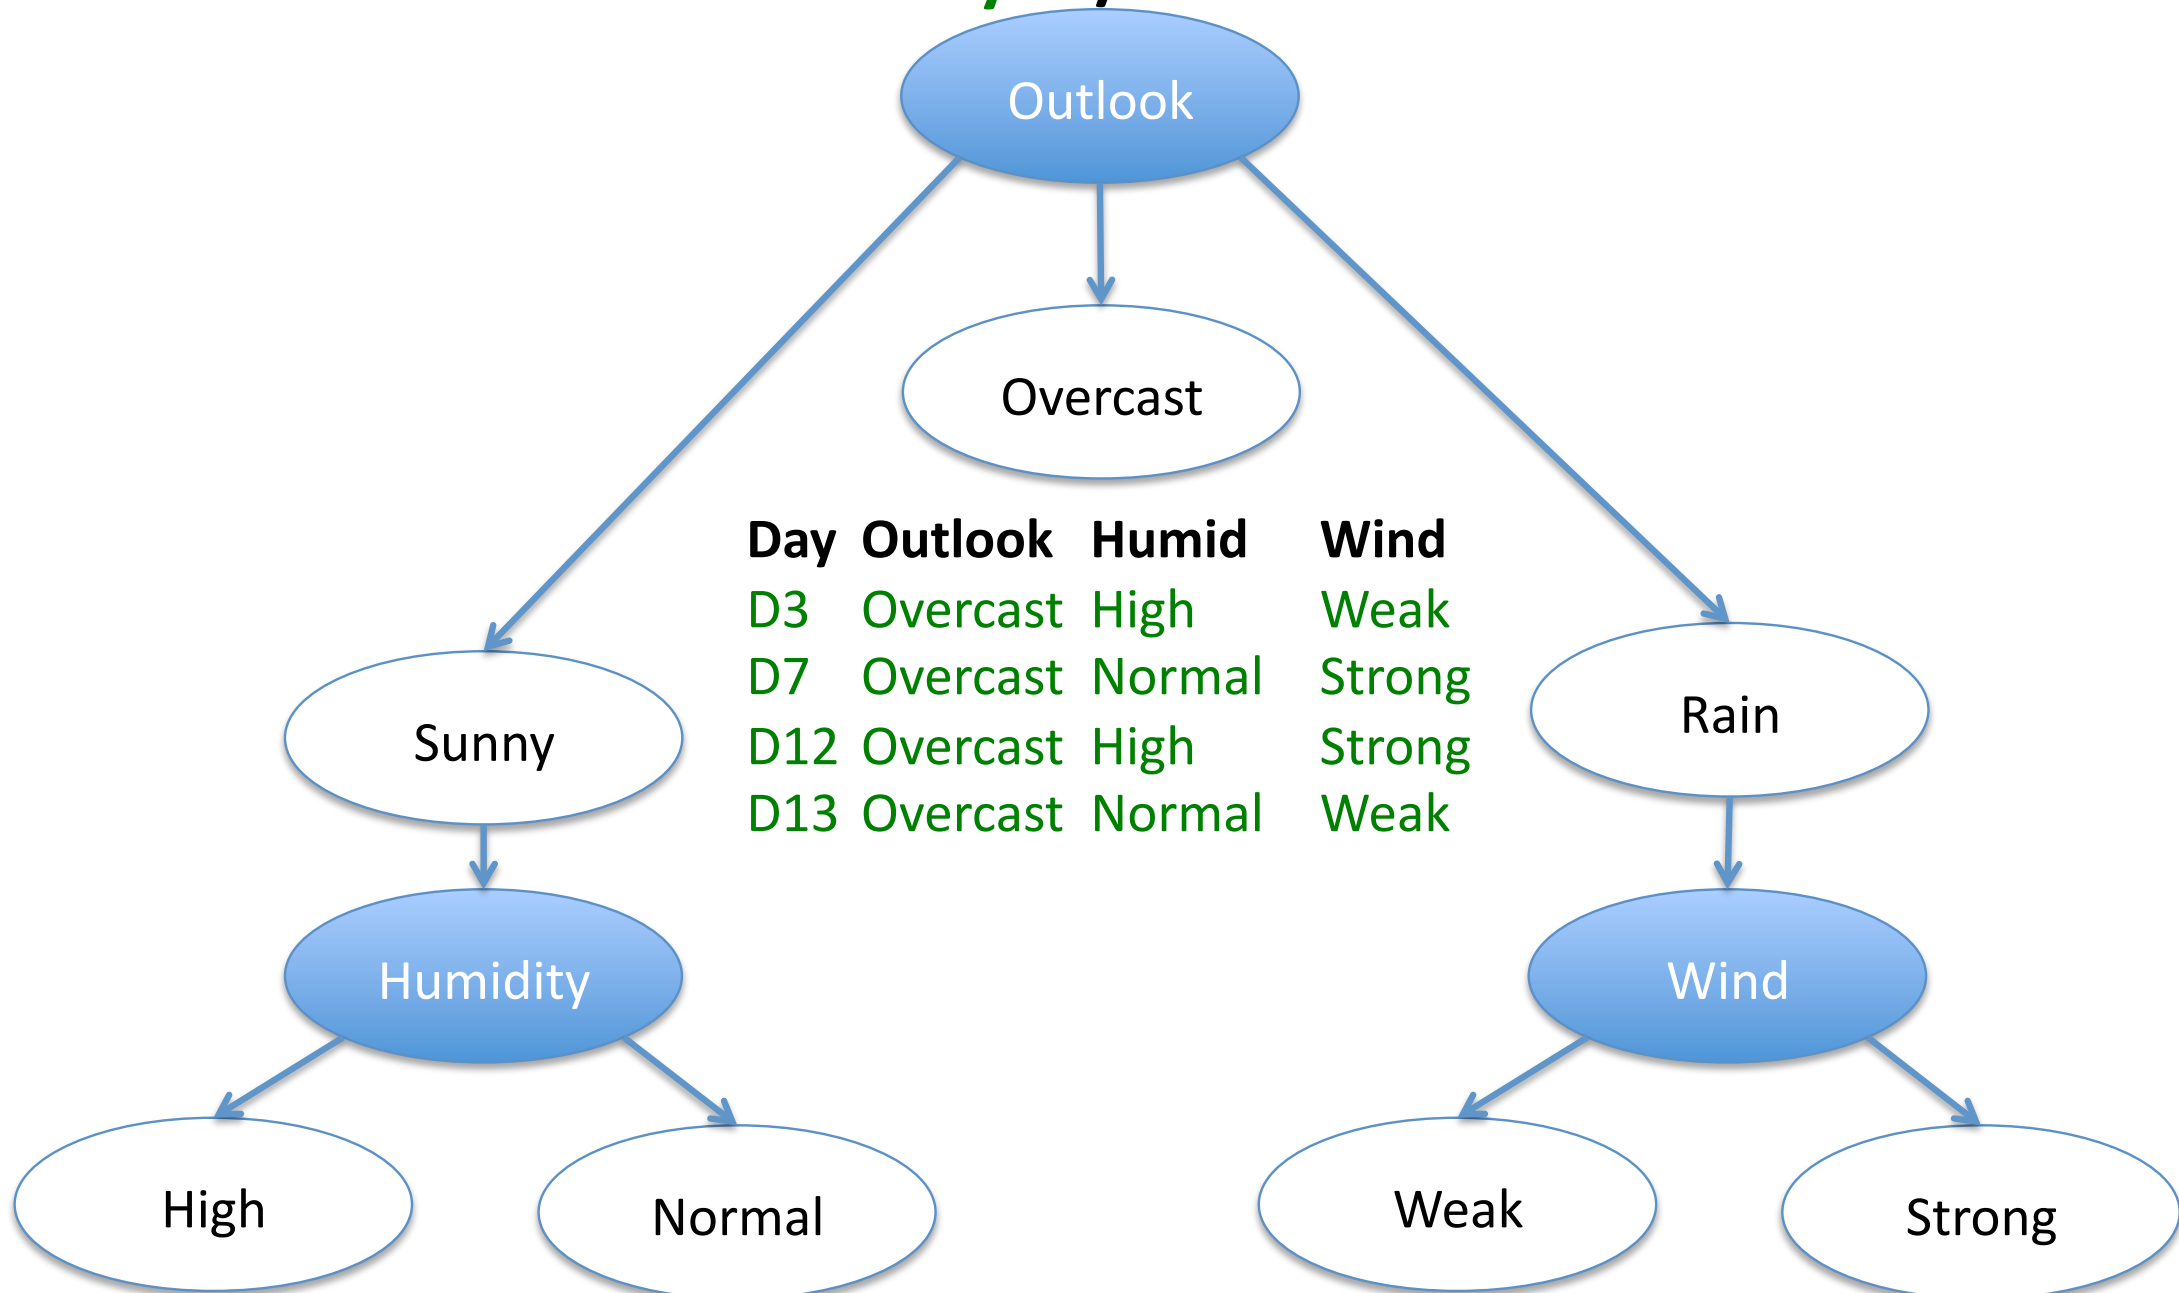 Outlook
Overcast
Day Outlook Humid Wind
D3 Overcast High Weak
D7 Overcast Normal Strong
D12 Overcast High Strong
D13 Overcast Normal Weak
Sunny
Rain
Humidity
Wind
High
Normal
Weak
Strong